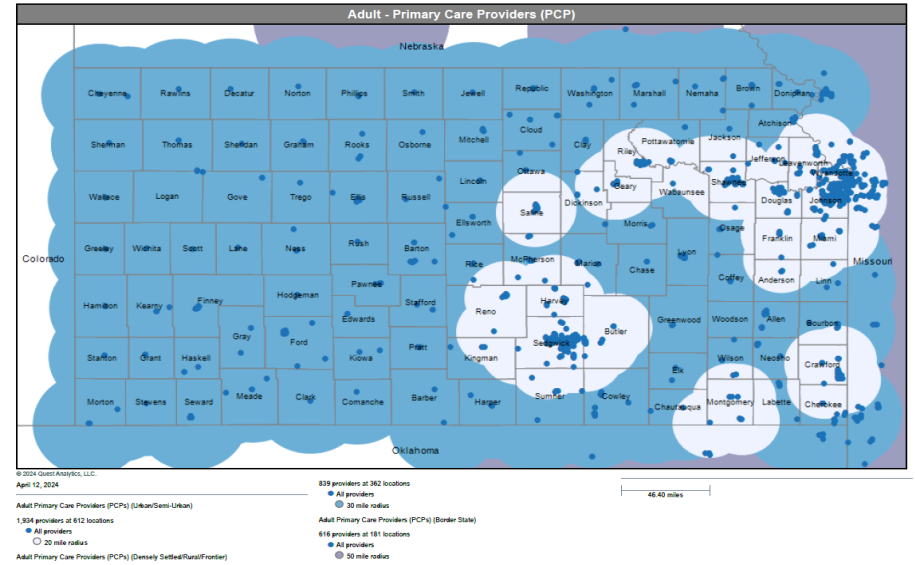 Adult - Primary Care Providers (PCP)
Nebraska
Cheyenne Rawlins Decatur Norton Phillips Smith Jewell Republic Washington Marshall Nemaha Brown Doniphan
Atchison
Sherman Thomas Sheridan Graham Rooks Osborne Mitchell Cloud Clay Riley Pottawatomie Jackson
Jefferson Leavenworth
Wyandotte
Ottawa
Lincoln
Geary Wabaunsee Shawnee
Wallace Logan Gove Trego Ellis Russell Dickinson Douglas Johnson
Saline
Ellsworth Morris Osage
Franklin Miami
Greeley Wichita Scott Lane Ness Rush Barton Lyon
Colorado Missouri
Rice McPherson Marion Chase Coffey Anderson Linn
Pawnee
Hamilton Kearny Finney Hodgeman Stafford Reno Harvey
Edwards Greenwood Woodson Allen Bourbon
Gray Ford Butler
Sedgwick
Stanton Grant Haskell Kiowa Pratt Kingman Wilson Neosho Crawford
Elk
Morton Stevens Seward Meade Clark Comanche Barber Harper Sumner Cowley Chautauqua Montgomery Labette Cherokee
Oklahoma
© 2024 Quest Analytics, LLC.
April 12, 2024
Adult Primary Care Providers (PCPs) (Urban/Semi-Urban)
1,934 providers at 612 locations
All providers
20 mile radius
Adult Primary Care Providers (PCPs) (Densely Settled/Rural/Frontier)
839 providers at 362 locations
All providers
30 mile radius
Adult Primary Care Providers (PCPs) (Border State)
616 providers at 181 locations
All providers
50 mile radius
46.40 miles